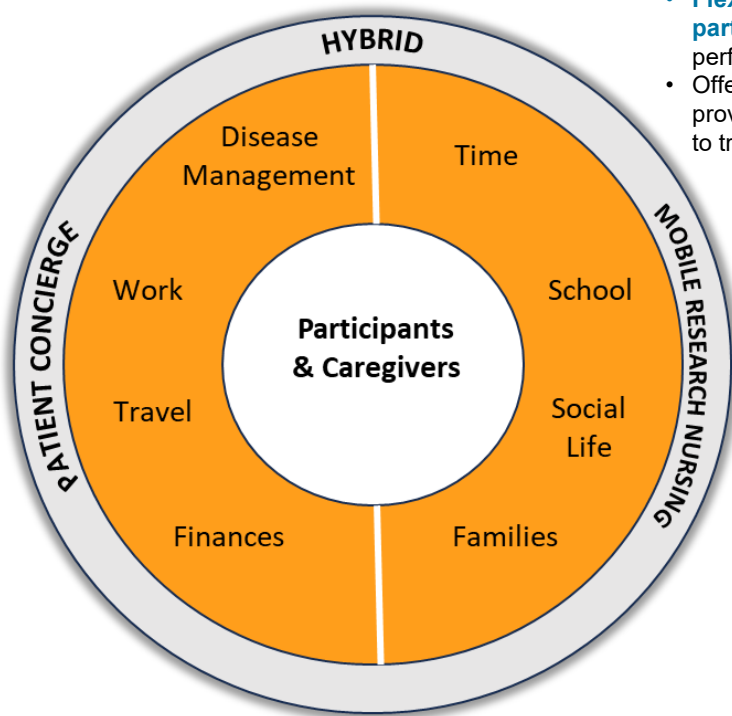 HYBRID
PATIENT CONCIERGE
MOBILE RESEARCH NURSING
Disease
Management
Time
Work
School
Participants
& Caregivers
Travel
Social
Life
Finances
Families
•
part
perf
• Offe
prov
to tr